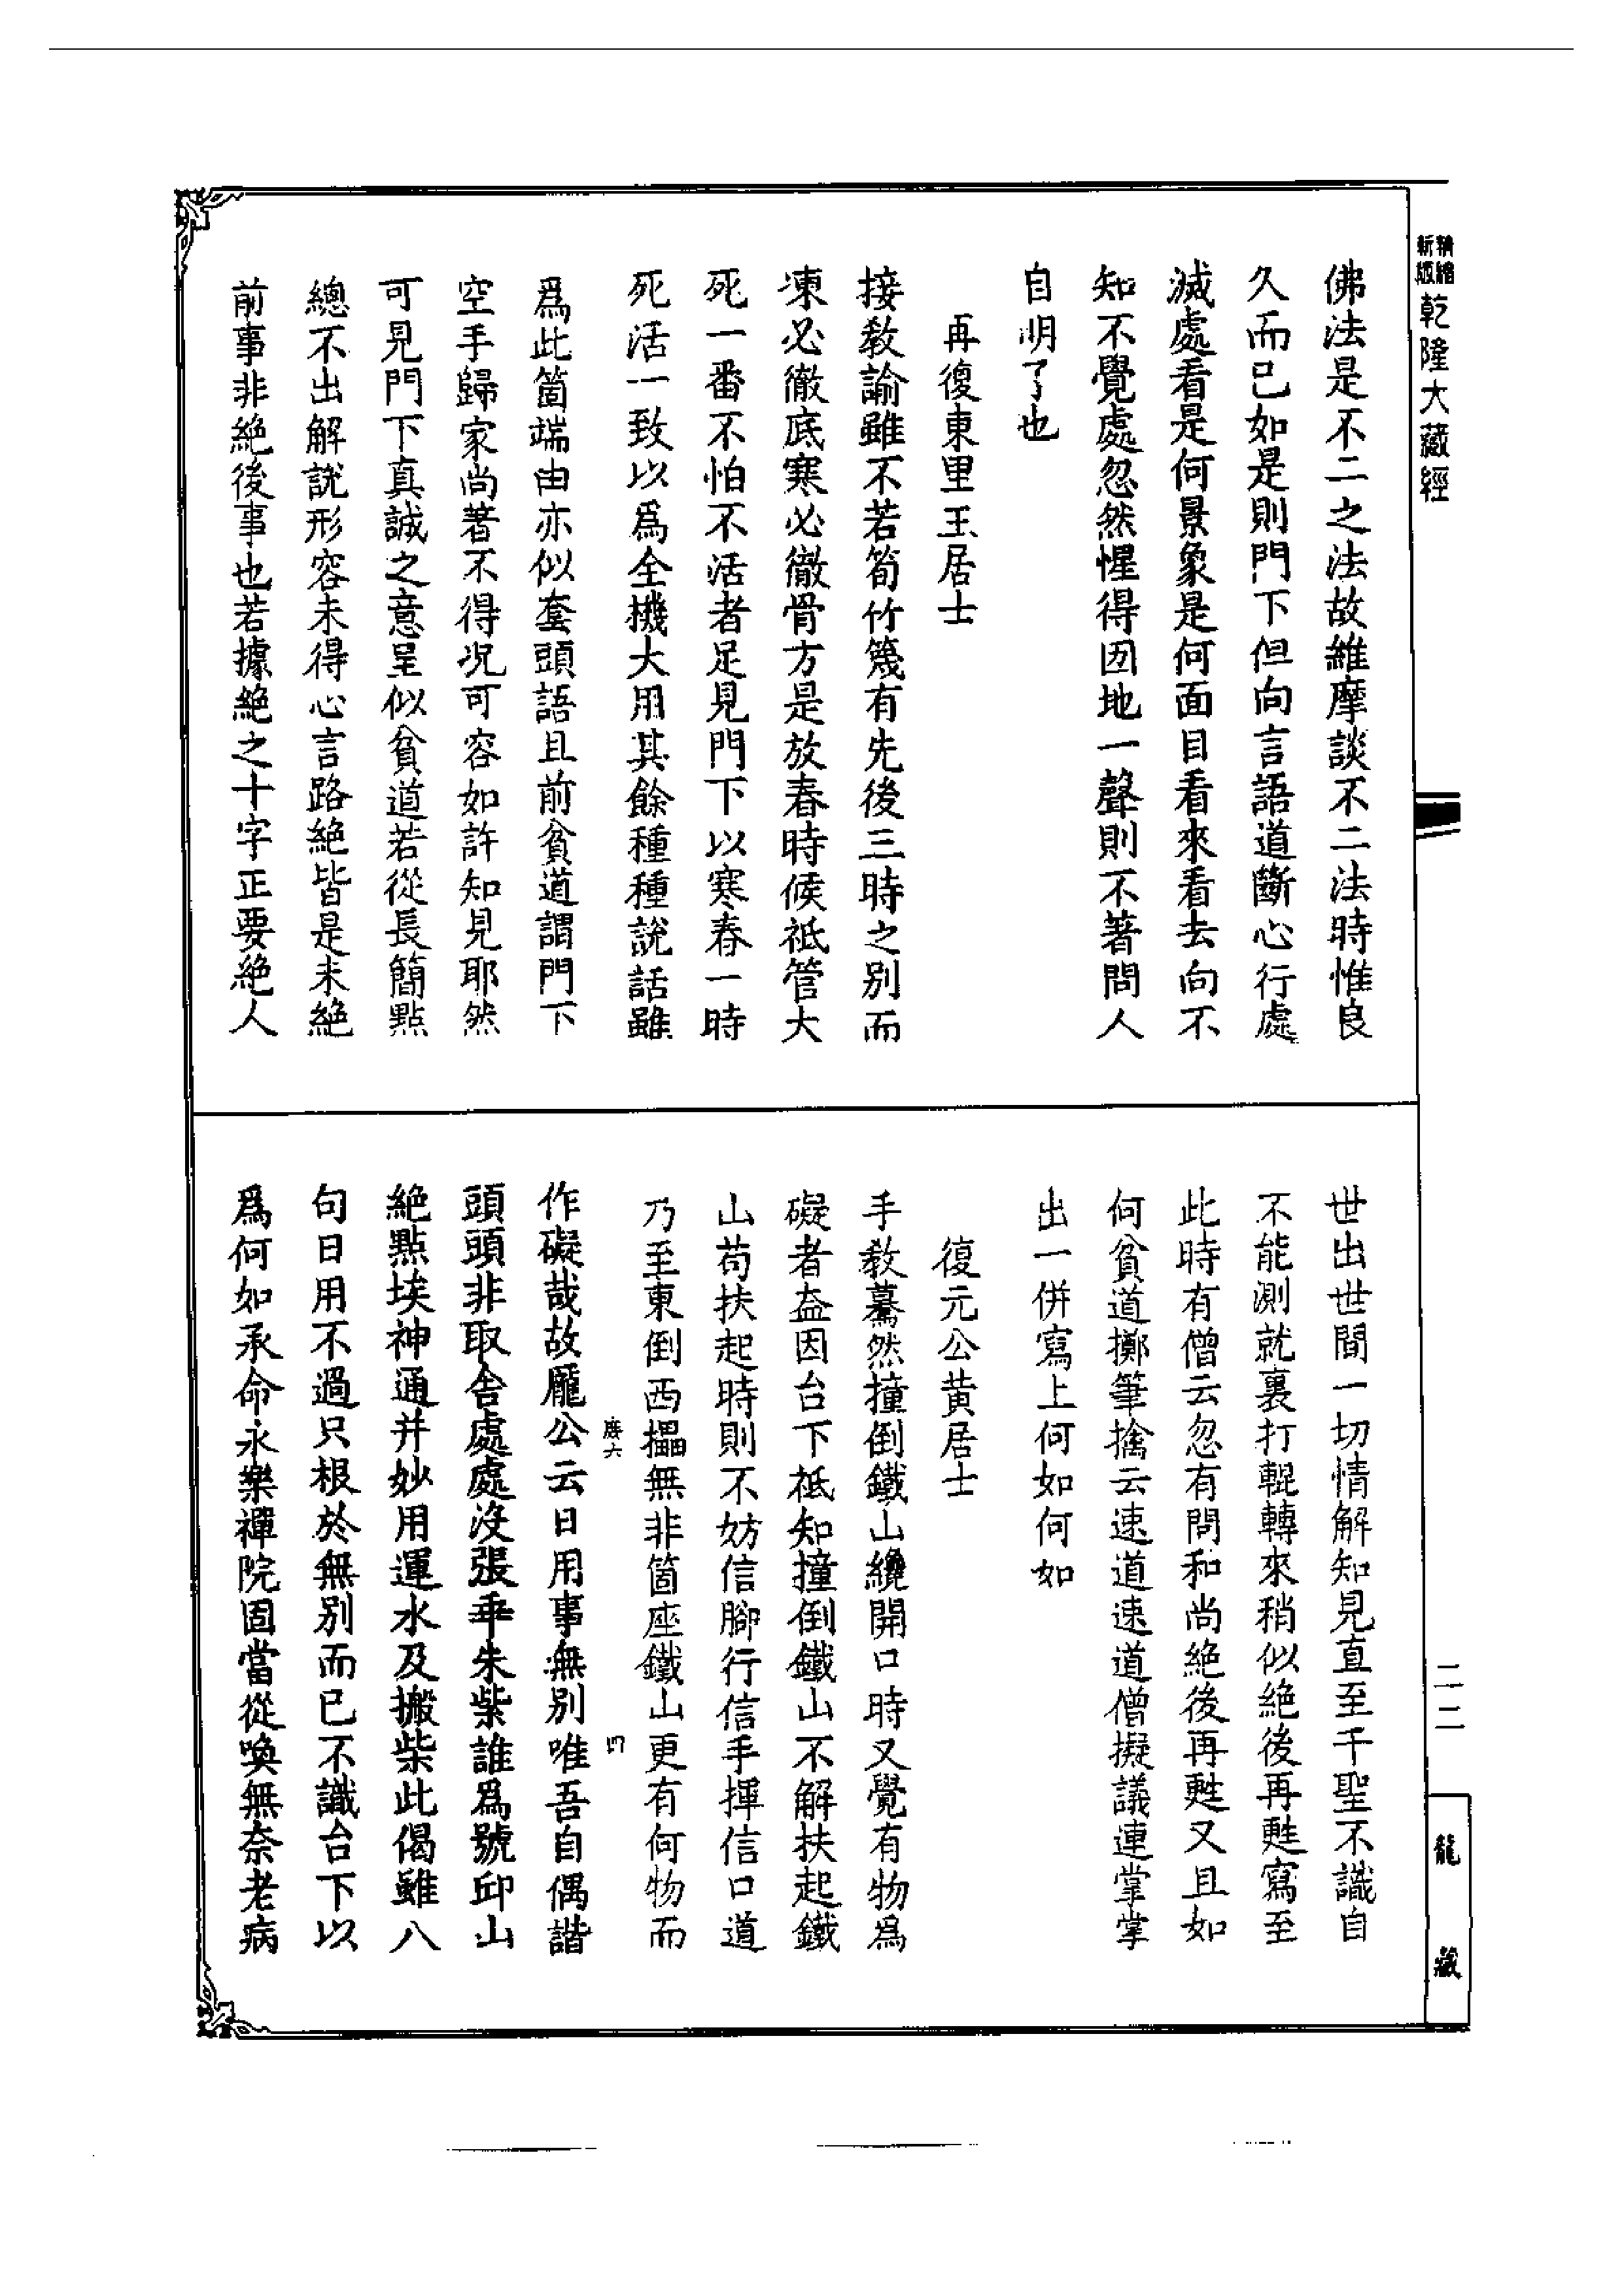 精繪
新版
乾隆大藏經
佛法是不二之法故維摩談不二法時惟良
久而已如是則門下但向言語道斷心行處
滅處看是何景象是何面目看來看去向不
知不覺處忽然惺得㘞地一聲則不著問人
自明了也
再復東里王居士
接教諭雖不若筍竹篾有先後三時之別而
凍必徹底寒必徹骨方是放春時候祇管大
死一番不怕不活者足見門下以寒春一時
死活一致以爲全機大用其餘種種說話雖
爲此箇端由亦似套頭語且前貧道謂門下
空手歸家尚著不得况可容如許知見耶然
可見門下真誠之意呈似貧道若從長簡點
總不出解說形容未得心言路絕皆是未絕
前事非絕後事也若據絕之十字正要絕人
世出世間一切情解知見直至千聖不識自
不能測就裏打輥轉來稍似絕後再甦寫至
此時有僧云忽有問和尚絕後再甦又且如
何貧道擲筆擒云速道速道僧擬議連掌掌
出一併寫上何如何如
復元公黄居士
手教驀然撞倒鐵山纔開口時又覺有物爲
礙者益因台下祇知撞倒鐵山不解扶起鐵
山苟扶起時則不妨信腳行信手揮信口道
乃至東倒西㩉無非箇座鐵山更有何物而
作礙哉故龐公云日用事無別唯吾自偶諧
頭頭非取舍處處没張乖朱紫誰爲號邱山
絕點埃神通并妙用運水及搬柴此偈雖八
句日用不過只根於無別而已不識台下以
爲何如承命永樂禪院固當從喚無奈老病
六
四
二二
龍藏